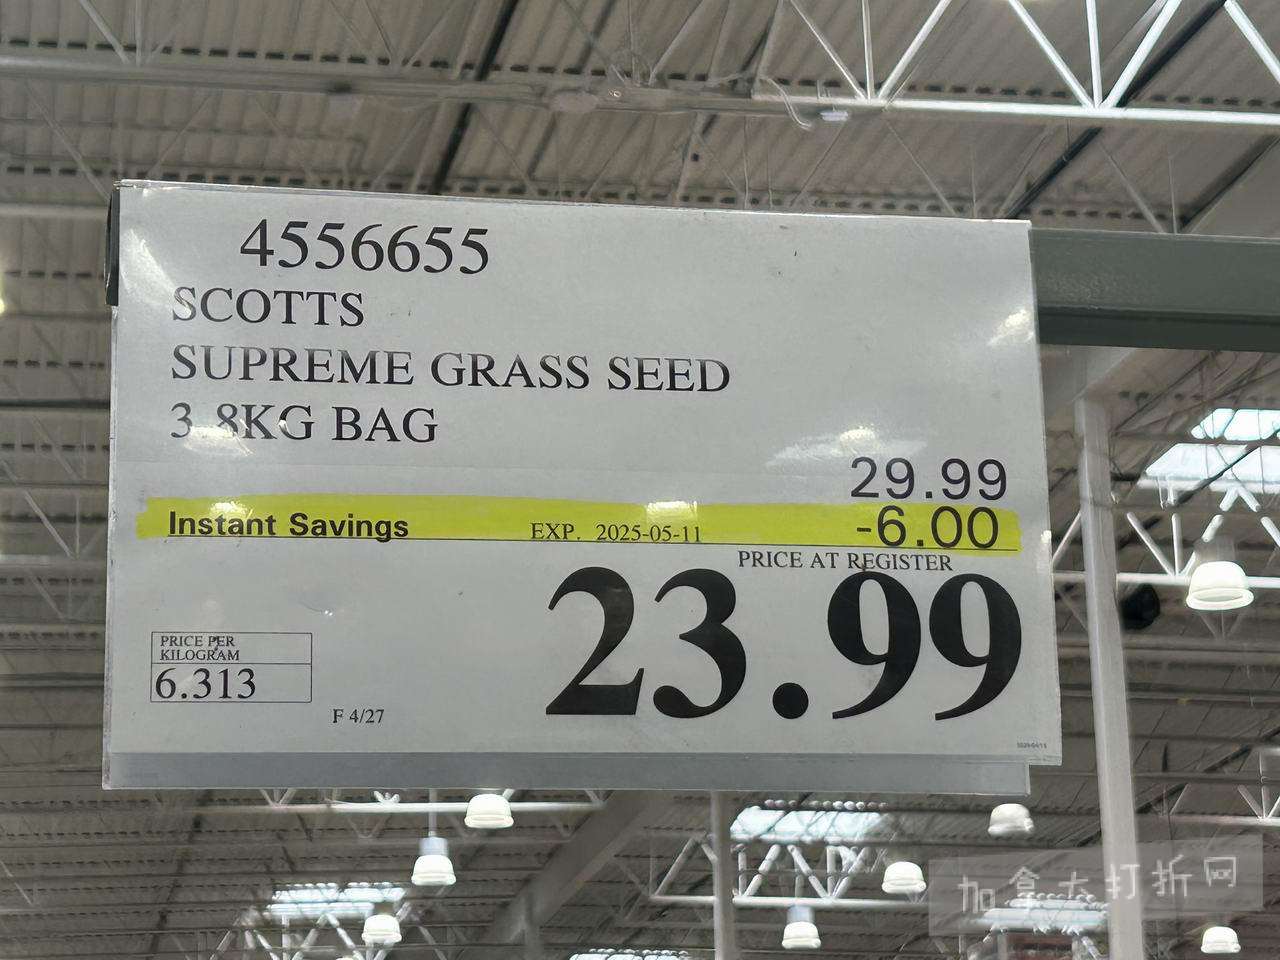 4556655
SCOTTS
SUPREME GRASS SEED
3.8KG BAG
29.99
Instant Savings EXP. 2025-05-11 -6.00
PRICE AT REGISTER
23.99
PRICE PER
KILOGRAM
6.313
F 4/27
加拿大打折网